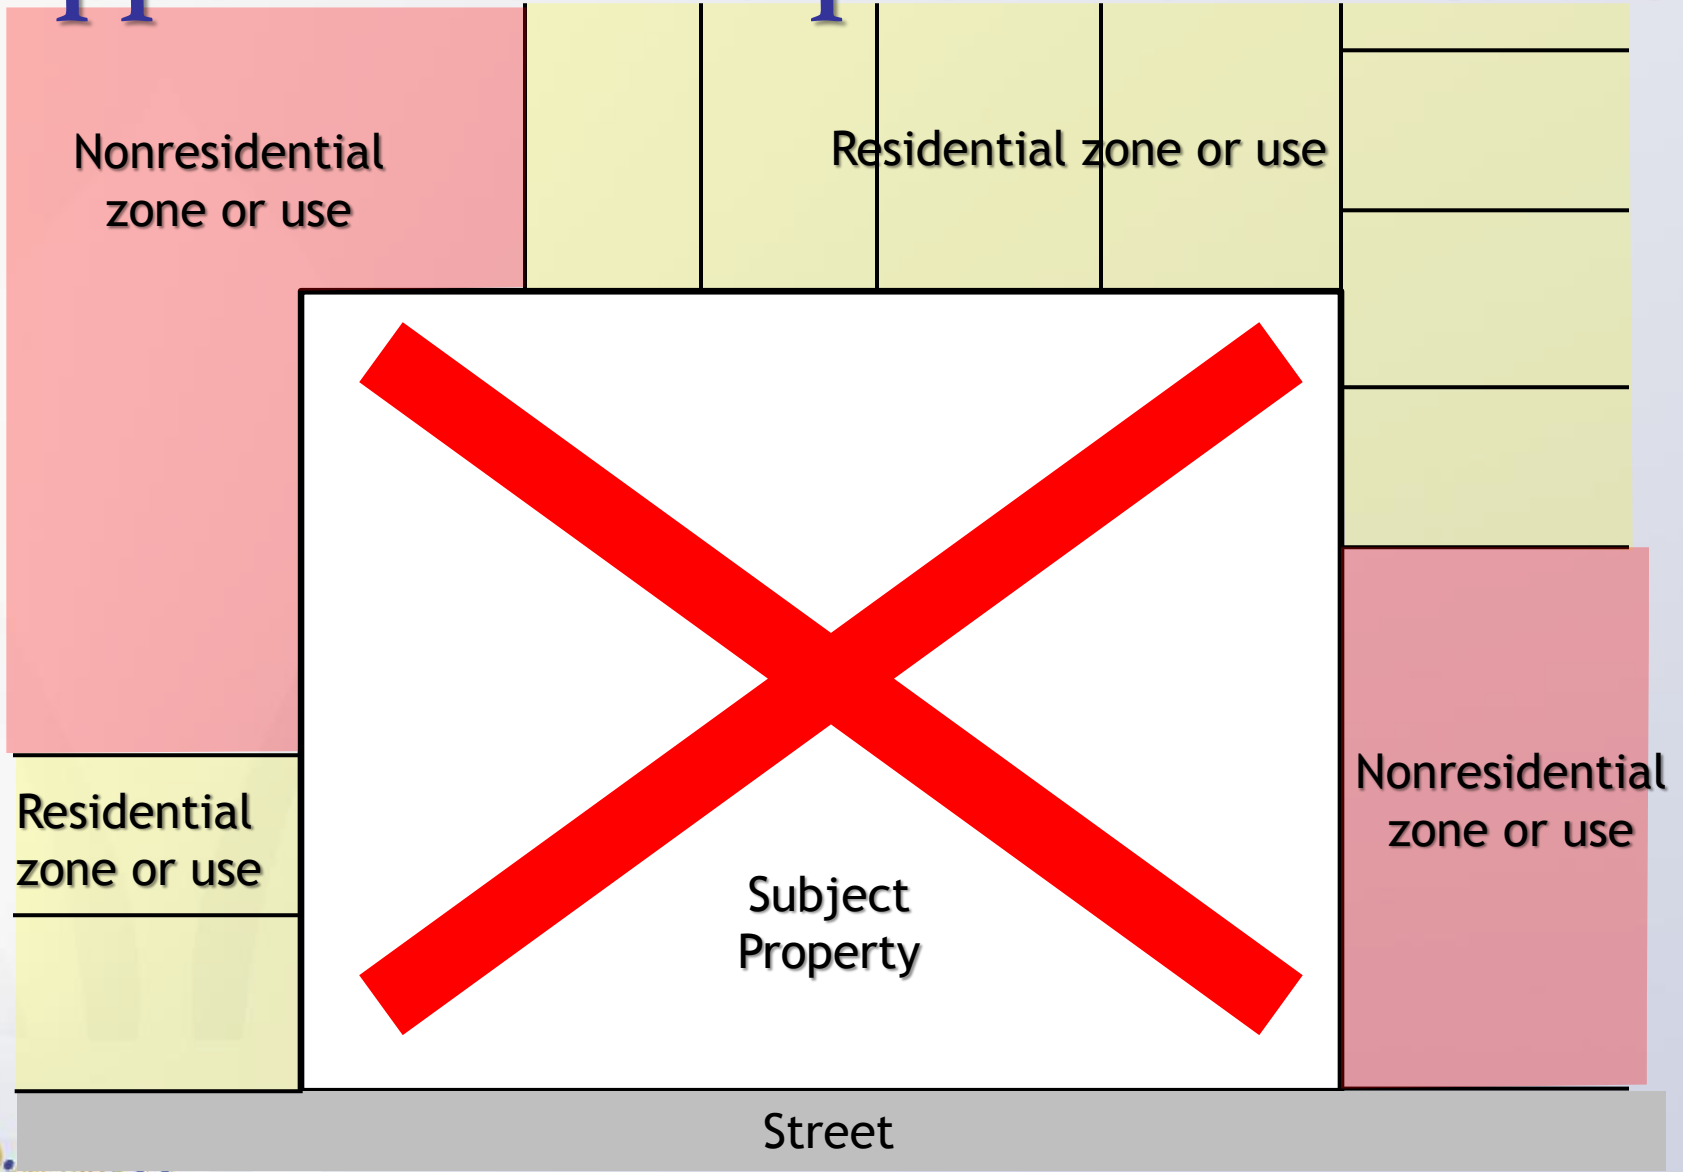 Nonresidential
zone or use
Residential zone or use
Residential
zone or use
Nonresidential
zone or use
Subject
Property
Street